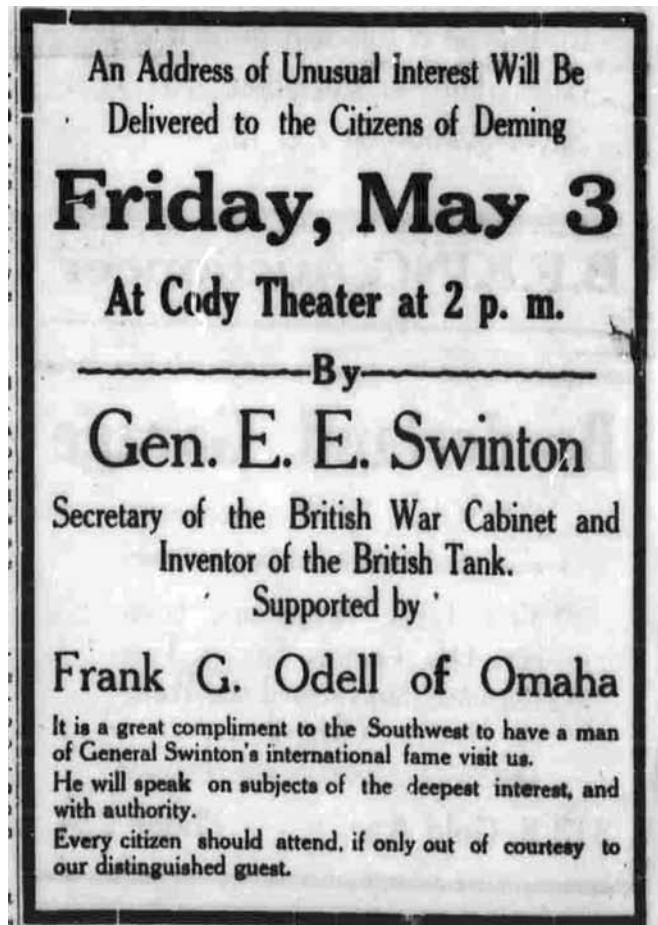 An Address of Unusual Interest Will Be
Delivered to the Citizens of Deming
Friday, May 3
At Cody Theater at 2 p. m.
By
Gen. E. E. Swinton
Secretary of the British War Cabinet and
Inventor of the British Tank.
Supported by
Frank G. Odell of Omaha
It is a great compliment to the Southwest to have a man
of General Swinton's international fame visit us.
He will speak on subjects of the deepest interest, and
with authority.
Every citizen should attend, if only out of courtesy to
our distinguished guest.